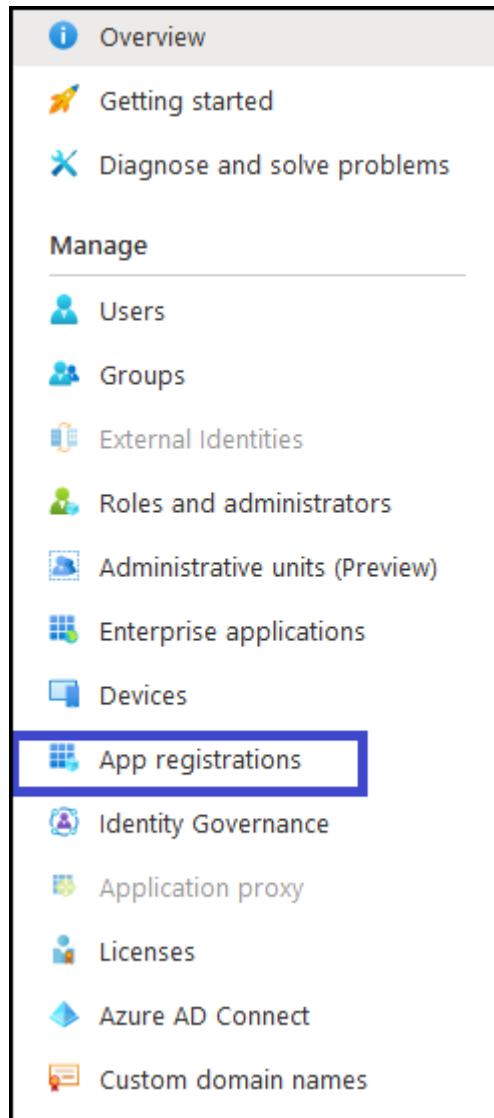 Overview
Getting started
Diagnose and solve problems
Manage
Users
Groups
External Identities
Roles and administrators
Administrative units (Preview)
Enterprise applications
Devices
App registrations
Identity Governance
Application proxy
Licenses
Azure AD Connect
Custom domain names